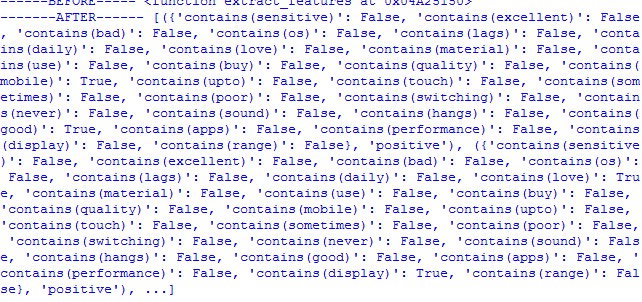 ------BEFORE----- <function extract_features at 0x04A25150>
-------AFTER------ [({'contains(sensitive)': False, 'contains(excellent)': False
, 'contains(bad)': False, 'contains(os)': False, 'contains(lags)': False, 'conta
ins(daily)': False, 'contains(love)': False, 'contains(material)': False, 'conta
ins(use)': False, 'contains(buy)': False, 'contains(quality)': False, 'contains(
mobile)': True, 'contains(upto)': False, 'contains(touch)': False, 'contains(som
etimes)': False, 'contains(poor)': False, 'contains(switching)': False, 'contain
s(never)': False, 'contains(sound)': False, 'contains(hangs)': False, 'contains(
good)': True, 'contains(apps)': False, 'contains(performance)': False, 'contains
(display)': False, 'contains(range)': False}, 'positive'), ({'contains(sensitive
)': False, 'contains(excellent)': False, 'contains(bad)': False, 'contains(os)':
 False, 'contains(lags)': False, 'contains(daily)': False, 'contains(love)': Tru
e, 'contains(material)': False, 'contains(use)': False, 'contains(buy)': False,
'contains(quality)': False, 'contains(mobile)': False, 'contains(upto)': False,
'contains(touch)': False, 'contains(sometimes)': False, 'contains(poor)': False,
 'contains(switching)': False, 'contains(never)': False, 'contains(sound)': Fals
e, 'contains(hangs)': False, 'contains(good)': False, 'contains(apps)': False, '
contains(performance)': False, 'contains(display)': True, 'contains(range)': Fal
se}, 'positive'), ...]